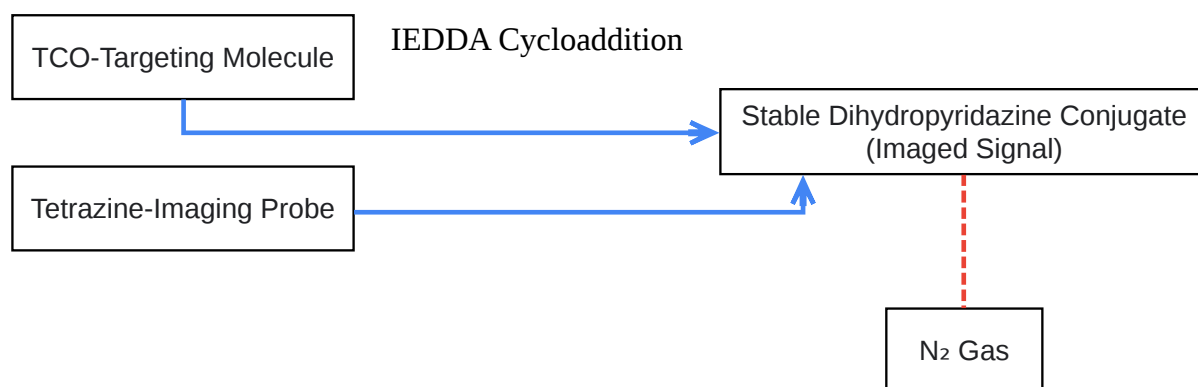 TCO-Targeting Molecule
IEDDA Cycloaddition
Stable Dihydropyridazine Conjugate
(Imaged Signal)
Tetrazine-Imaging Probe
N₂ Gas